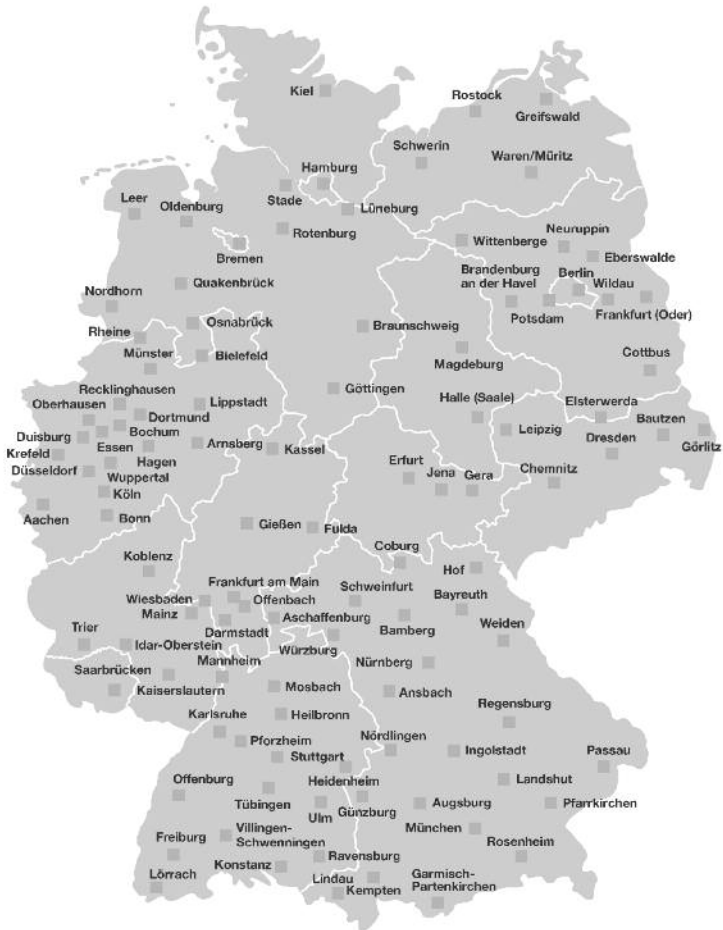 Kiel
Rostock
Greifswald
Schwerin
Waren/Müritz
Hamburg
Stade
Lüneburg
Leer
Oldenburg
Rotenburg
Bremen
Wittenberge
Neuruppin
Eberswalde
Brandenburg
an der Havel
Berlin
Wildau
Potsdam
Frankfurt (Oder)
Quakenbrück
Nordhorn
Osnabrück
Braunschweig
Rheine
Münster
Bielefeld
Magdeburg
Cottbus
Recklinghausen
Oberhausen
Lippstadt
Göttingen
Dortmund
Halle (Saale)
Elsterwerda
Duisburg
Bochum
Leipzig
Bautzen
Krefeld
Essen
Arnsberg
Kassel
Dresden
Görlitz
Düsseldorf
Hagen
Wuppertal
Erfurt
Jena
Gera
Chemnitz
Köln
Aachen
Bonn
Gießen
Fulda
Koblenz
Coburg
Hof
Frankfurt am Main
Wiesbaden
Offenbach
Schweinfurt
Bayreuth
Mainz
Aschaffenburg
Darmstadt
Bamberg
Weiden
Trier
Idar-Oberstein
Würzburg
Mannheim
Nürnberg
Saarbrücken
Kaiserslautern
Mosbach
Ansbach
Regensburg
Karlsruhe
Heilbronn
Pforzheim
Nördlingen
Stuttgart
Ingolstadt
Passau
Offenburg
Heidenheim
Landshut
Tübingen
Ulm
Günzburg
Augsburg
Pfarrkirchen
Freiburg
Villingen-
Schwenningen
München
Rosenheim
Konstanz
Ravensburg
Lörrach
Lindau
Kempten
Garmisch-
Partenkirchen